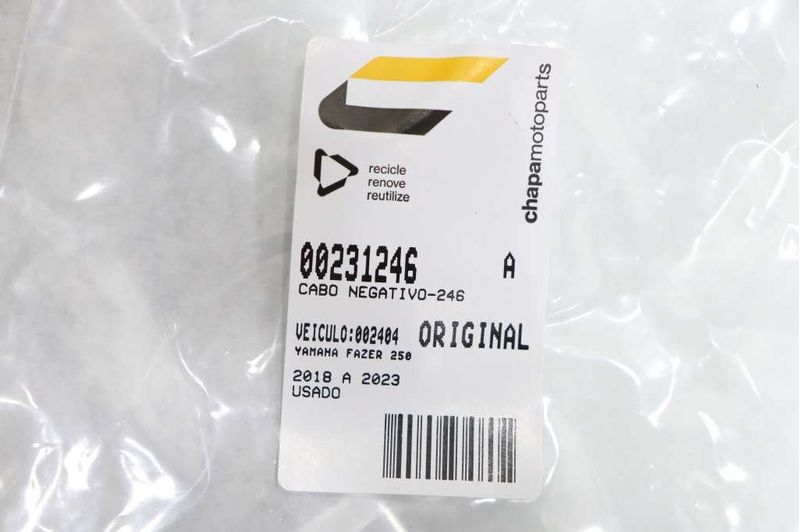 chapamotoparts
recicle
renove
reutilize
00231246 A
CABO NEGATIVO-246
VEICULO:002404 ORIGINAL
YAMAHA FAZER 250
2018 A 2023
USADO